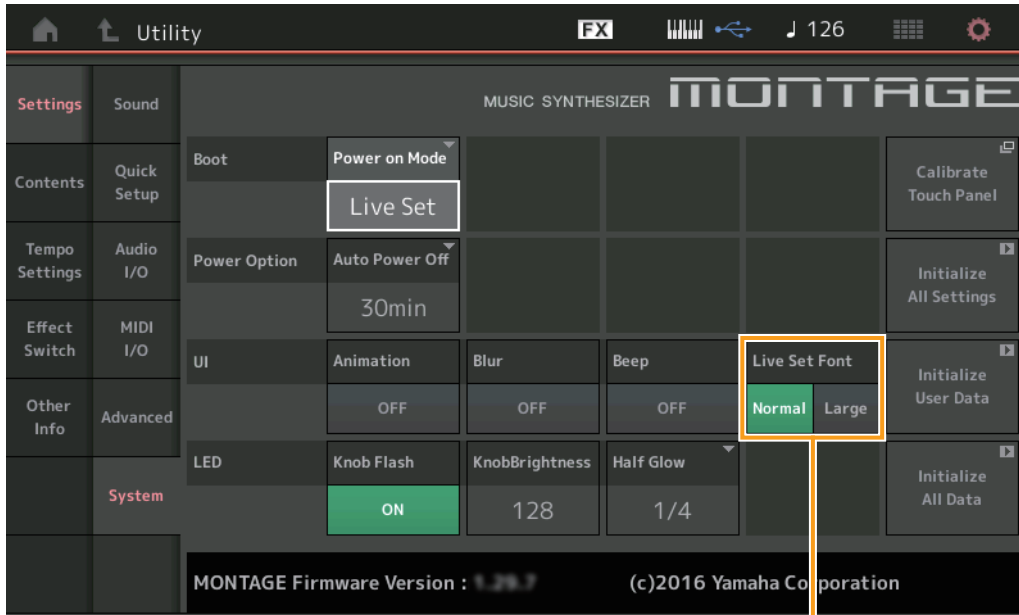 Utility
FX
♩ 126
Settings
Contents
Tempo
Settings
Effect
Switch
Other
Info
Sound
Quick
Setup
Audio
I/O
MIDI
I/O
Advanced
System
MUSIC SYNTHESIZER MONTAGE
Boot
Power on Mode
Live Set
Calibrate
Touch Panel
Power Option
Auto Power Off
30min
Initialize
All Settings
UI
Animation
OFF
Blur
OFF
Beep
OFF
Live Set Font
Normal Large
Initialize
User Data
LED
Knob Flash
ON
KnobBrightness
128
Half Glow
1/4
Initialize
All Data
MONTAGE Firmware Version :
(c)2016 Yamaha Corporation